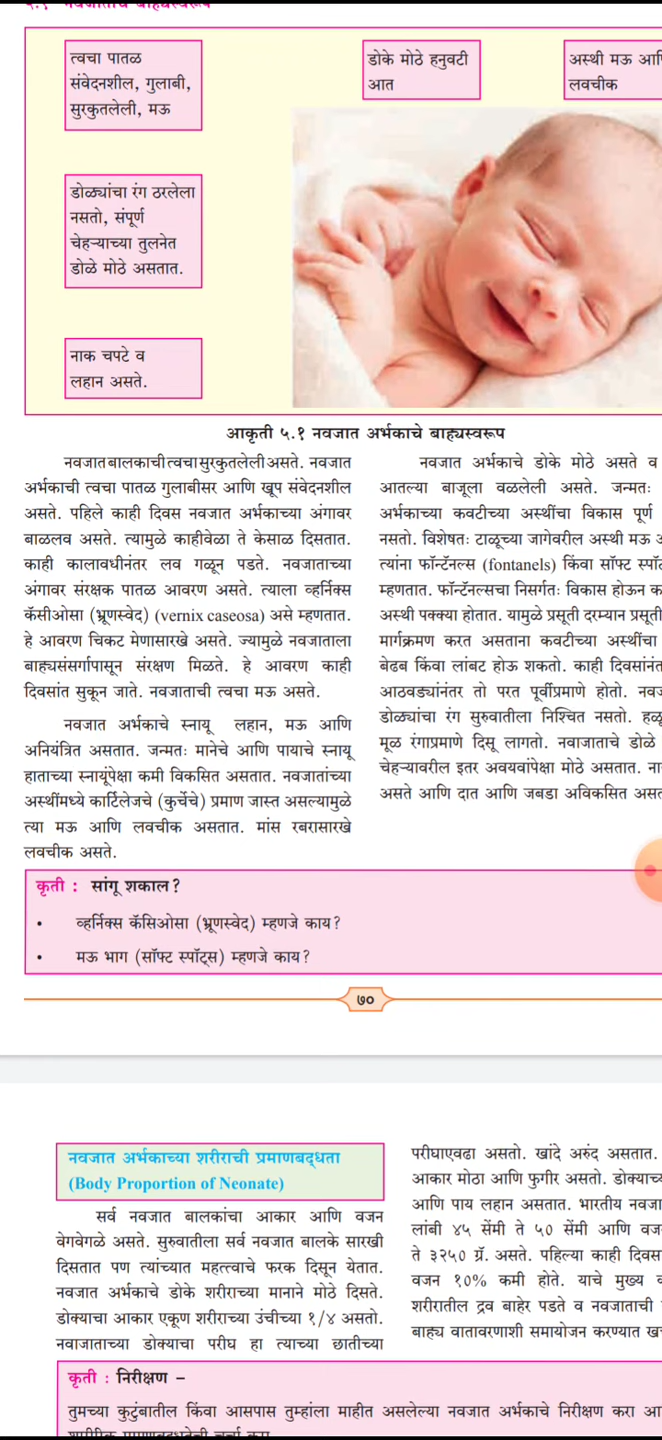 त्वचा पातळ
संवेदनशील, गुलाबी,
सुरकुतलेली, मऊ
डोके मोठे हनुवटी
आत
अस्थी मऊ
लवचीक
डोळ्यांचा रंग ठरलेला
नसतो, संपूर्ण
चेहऱ्याच्या तुलनेत
डोळे मोठे असतात.
नाक चपटे व
लहान असते.
आकृती ५.१ नवजात अर्भकाचे बाह्यस्वरूप
नवजात बालकाची त्वचा सुरकुतलेली असते. नवजात
अर्भकाची त्वचा पातळ गुलाबीसर आणि खूप संवेदनशील
असते. पहिले काही दिवस नवजात अर्भकाच्या अंगावर
बाळलव असते. त्यामुळे काहीवेळा ते केसाळ दिसतात.
काही कालावधीनंतर लव गळून पडते. नवजाताच्या
अंगावर संरक्षक पातळ आवरण असते. त्याला व्हर्निक्स
कॅसीओसा (भ्रूणस्वेद) (vernix caseosa) असे म्हणतात.
हे आवरण चिकट मेणासारखे असते. ज्यामुळे नवजाताला
बाह्यसंसर्गापासून संरक्षण मिळते. हे आवरण काही
दिवसांत सुकून जाते. नवजाताची त्वचा मऊ असते.
नवजात अर्भकाचे स्नायू लहान, मऊ आणि
अनियंत्रित असतात. जन्मतः मानेचे आणि पायाचे स्नायू
हाताच्या स्नायूंपेक्षा कमी विकसित असतात. नवजातांच्या
अस्थींमध्ये कार्टिलेजचे (कुर्चेचे) प्रमाण जास्त असल्यामुळे
त्या मऊ आणि लवचीक असतात. मांस रबरासारखे
लवचीक असते.
नवजात अर्भकाचे डोके मोठे असते व
आतल्या बाजूला वळलेली असते. जन्मतः
अर्भकाच्या कवटीच्या अस्थींचा विकास पूर्ण
नसतो. विशेषतः टाळूच्या जागेवरील अस्थी मऊ
त्यांना फॉन्टॅनल्स (fontanels) किंवा सॉफ्ट
म्हणतात. फॉन्टॅनल्सचा निसर्गतः विकास होऊन
अस्थी पक्क्या होतात. यामुळे प्रसूती दरम्यान प्रसूती
मार्गक्रमण करत असताना कवटीच्या अस्थींचा
बेढब किंवा लांबट होऊ शकतो. काही
आठवड्यांनंतर तो परत पूर्वीप्रमाणे होतो.
डोळ्यांचा रंग सुरुवातीला निश्चित नसतो.
मूळ रंगाप्रमाणे दिसू लागतो. नवाजाताचे डोळे
चेहऱ्यावरील इतर अवयवांपेक्षा मोठे असतात.
असते आणि दात आणि जबडा अविकसित
कृती : सांगू शकाल?
• व्हर्निक्स कॅसिओसा (भ्रूणस्वेद) म्हणजे काय?
• मऊ भाग (सॉफ्ट स्पॉट्स) म्हणजे काय?
७०
नवजात अर्भकाच्या शरीराची प्रमाणबद्धता
(Body Proportion of Neonate)
सर्व नवजात बालकांचा आकार आणि वजन
वेगवेगळे असते. सुरुवातीला सर्व नवजात बालके सारखी
दिसतात पण त्यांच्यात महत्त्वाचे फरक दिसून येतात.
नवजात अर्भकाचे डोके शरीराच्या मानाने मोठे दिसते.
डोक्याचा आकार एकूण शरीराच्या उंचीच्या १/४ असतो.
नवाजाताच्या डोक्याचा परीघ हा त्याच्या छातीच्या
परीघाएवढा असतो. खांदे अरुंद असतात.
आकार मोठा आणि फुगीर असतो.
आणि पाय लहान असतात. भारतीय
लांबी ४५ सेंमी ते ५० सेंमी आणि
ते ३२५० ग्रॅ. असते. पहिल्या काही
वजन १०% कमी होते. याचे मुख्य
शरीरातील द्रव बाहेर पडते व नवजाताची
बाह्य वातावरणाशी समायोजन करण्यात
कृती : निरीक्षण –
तुमच्या कुटुंबातील किंवा आसपास तुम्हांला माहीत असलेल्या नवजात अर्भकाचे निरीक्षण करा